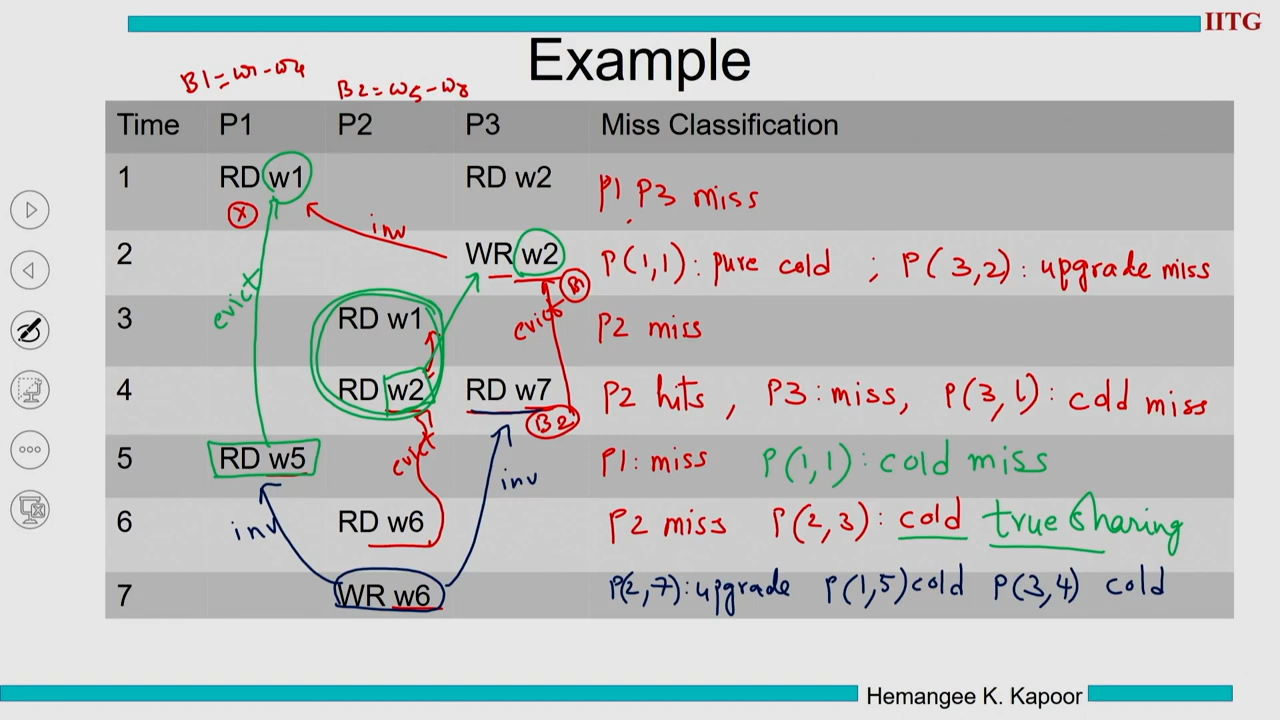 IITG
Example
B1 = w1 - w4
B2 = w5 - w8
Time P1 P2 P3 Miss Classification
1 RD w1 RD w2 P1 P3 miss
X
inv
2 WR w2 P(1,1): pure cold ; P(3,2): upgrade miss
B1
evict
evict
3 RD w1 P2 miss
4 RD w2 RD w7 P2 hits, P3: miss, P(3,1): cold miss
B2
evict
5 RD w5 P1: miss P(1,1): cold miss
inv
inv
6 RD w6 P2 miss P(2,3): cold true sharing
7 WR w6 P(2,7): upgrade P(1,5) cold P(3,4) cold
Hemangee K. Kapoor